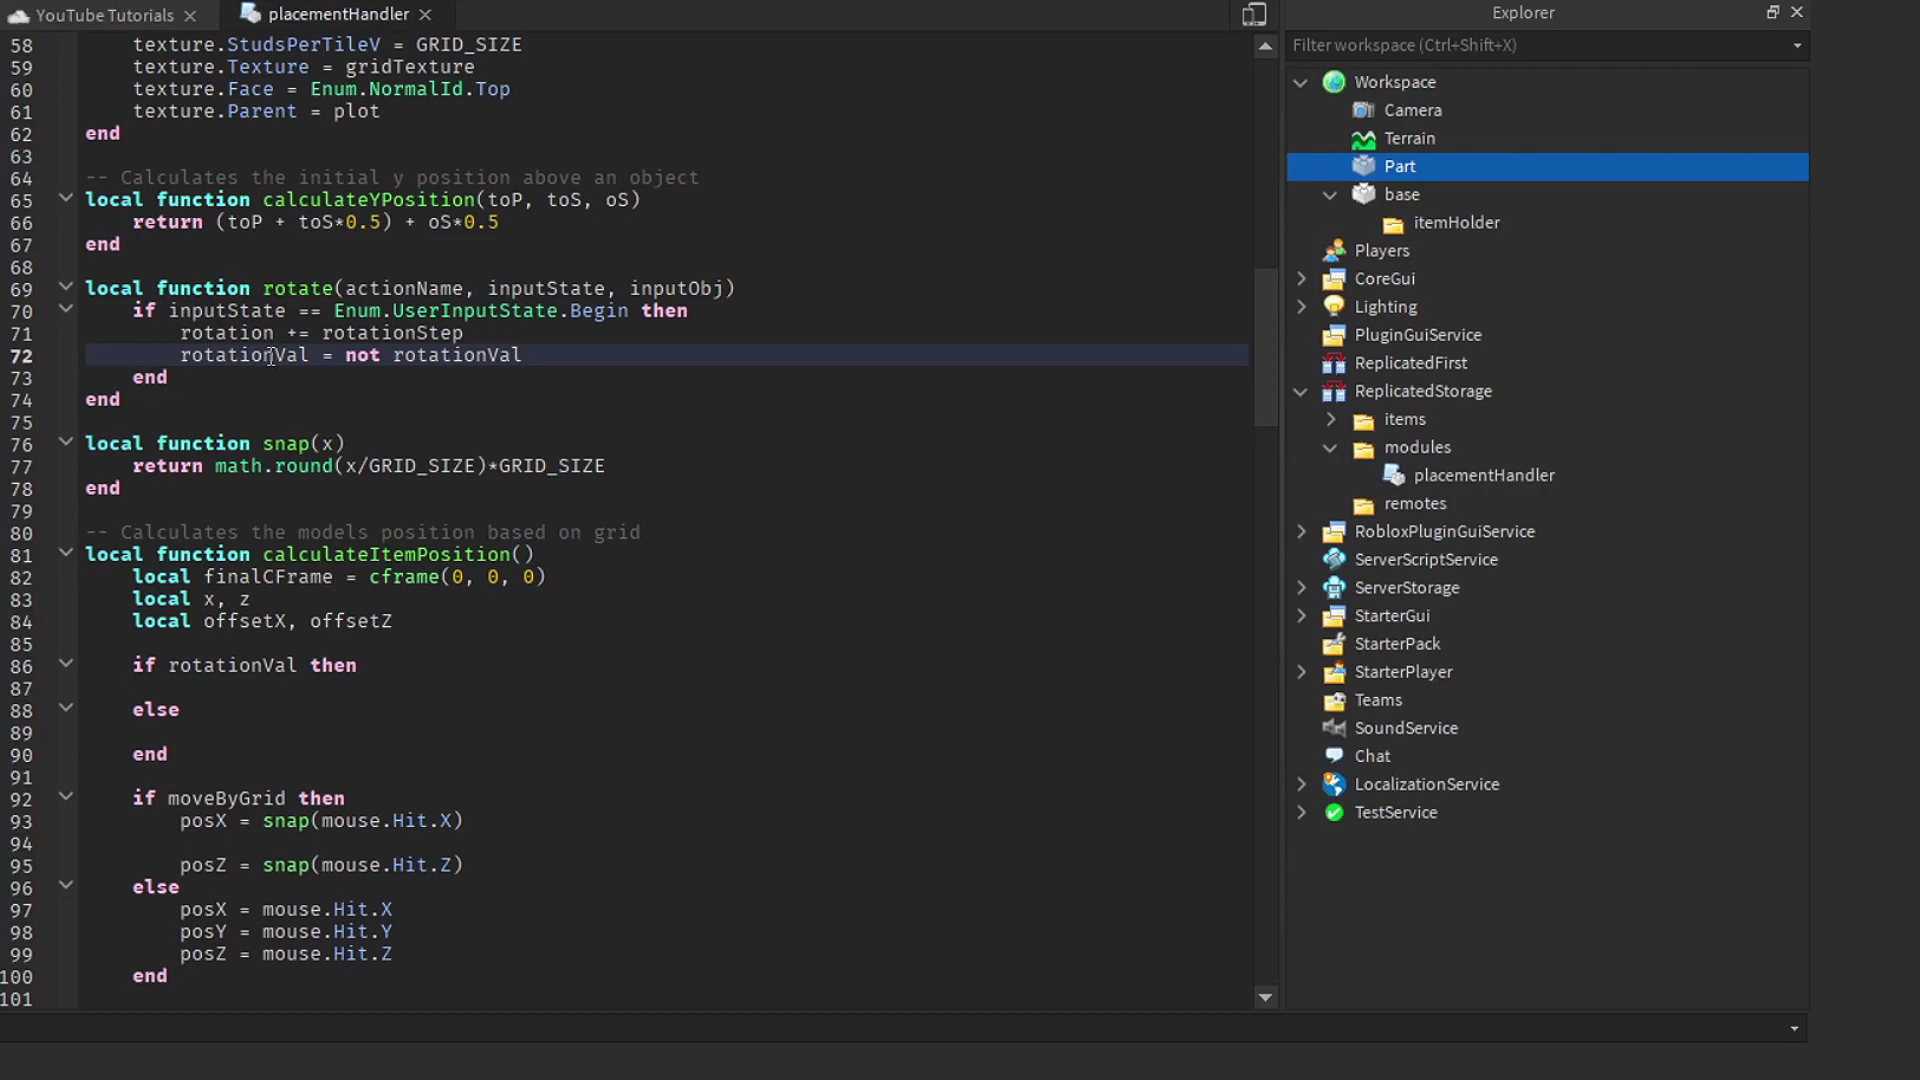 YouTube Tutorials
placementHandler
58 texture.StudsPerTileV = GRID_SIZE
59 texture.Texture = gridTexture
60 texture.Face = Enum.NormalId.Top
61 texture.Parent = plot
62 end
63
64 -- Calculates the initial y position above an object
65 local function calculateYPosition(toP, toS, oS)
66 return (toP + toS*0.5) + oS*0.5
67 end
68
69 local function rotate(actionName, inputState, inputObj)
70 if inputState == Enum.UserInputState.Begin then
71 rotation += rotationStep
72 rotationVal = not rotationVal
73 end
74 end
75
76 local function snap(x)
77 return math.round(x/GRID_SIZE)*GRID_SIZE
78 end
79
80 -- Calculates the models position based on grid
81 local function calculateItemPosition()
82 local finalCFrame = cframe(0, 0, 0)
83 local x, z
84 local offsetX, offsetZ
85
86 if rotationVal then
87
88 else
89
90 end
91
92 if moveByGrid then
93 posX = snap(mouse.Hit.X)
94
95 posZ = snap(mouse.Hit.Z)
96 else
97 posX = mouse.Hit.X
98 posY = mouse.Hit.Y
99 posZ = mouse.Hit.Z
100 end
101
Explorer
Filter workspace (Ctrl+Shift+X)
Workspace
Camera
Terrain
Part
base
itemHolder
Players
CoreGui
Lighting
PluginGuiService
ReplicatedFirst
ReplicatedStorage
items
modules
placementHandler
remotes
RobloxPluginGuiService
ServerScriptService
ServerStorage
StarterGui
StarterPack
StarterPlayer
Teams
SoundService
Chat
LocalizationService
TestService